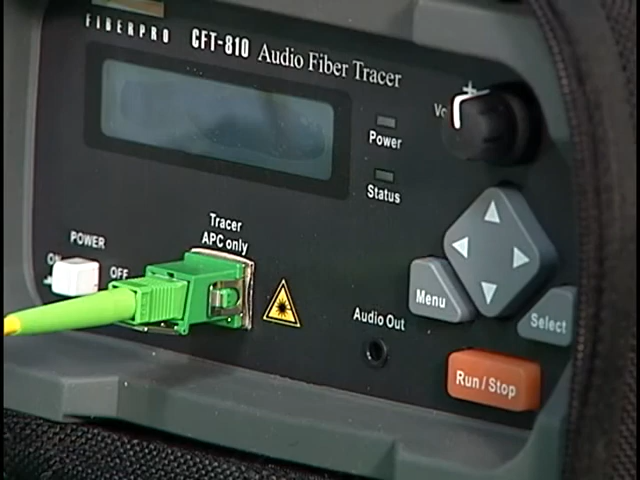 FIBERPRO CFT-810 Audio Fiber Tracer
Vo
Power
Status
Tracer
APC only
POWER
ON
OFF
Menu
Audio Out
Select
Run/Stop